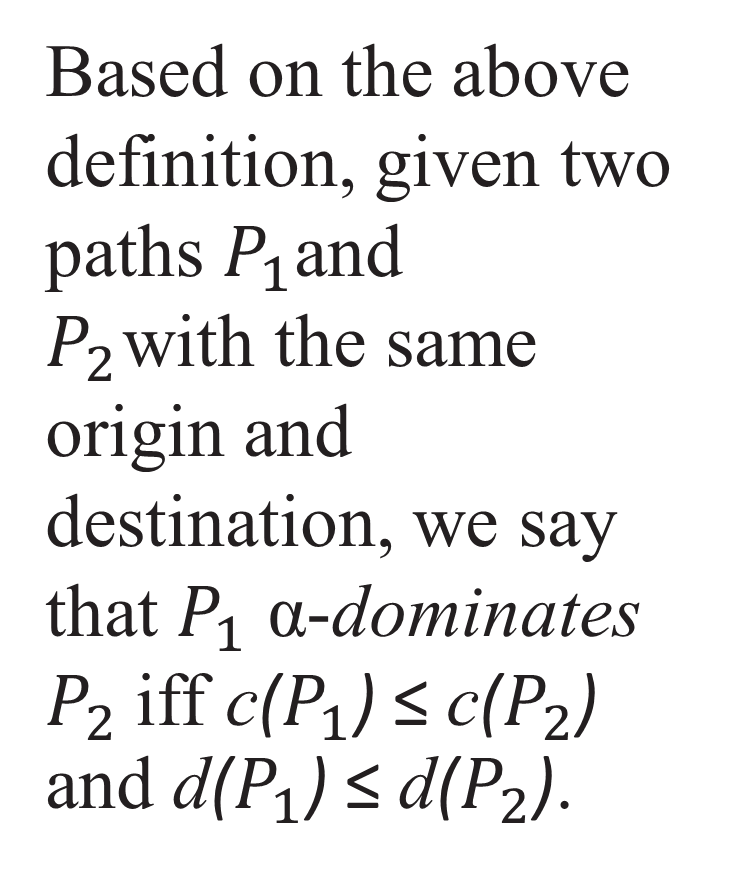 Based on the above
definition, given two
paths P₁ and
P₂ with the same
origin and
destination, we say
that P₁ α-dominates
P₂ iff c(P₁) ≤ c(P₂)
and d(P₁) ≤ d(P₂).